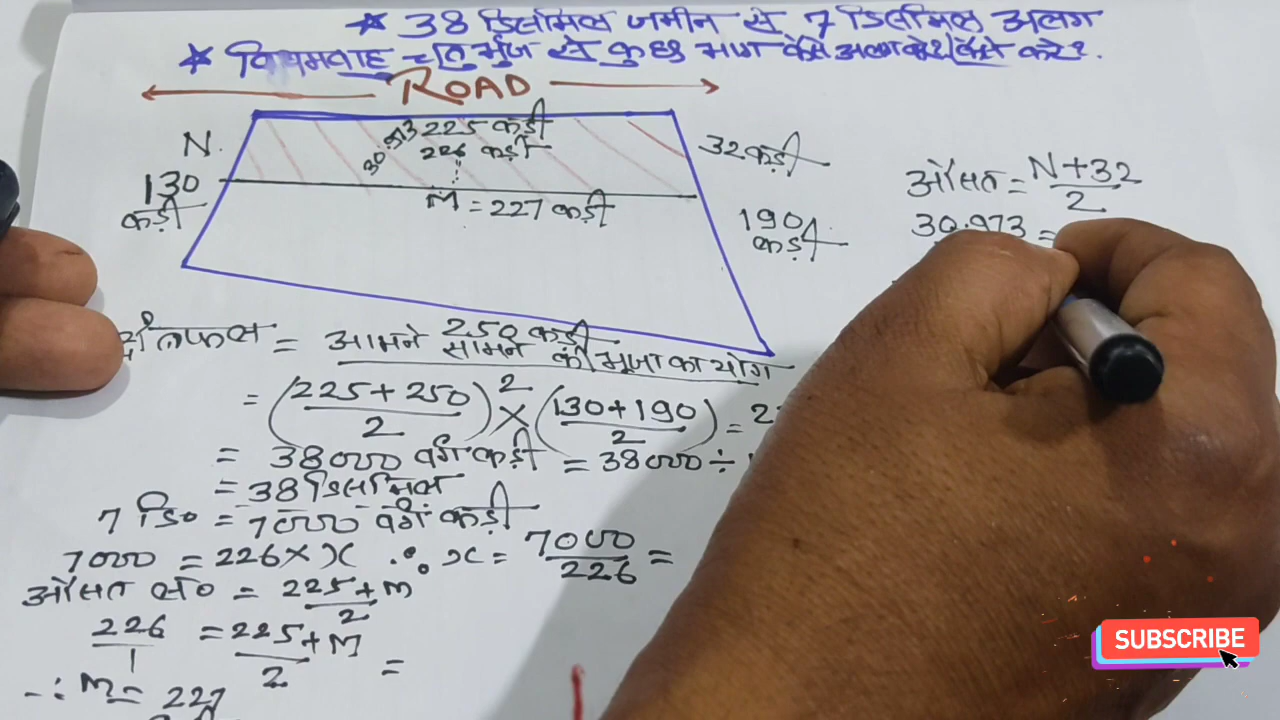 ★ 38 डिसमिल जमीन से 7 डिसमिल अलग
★ विषमबाहु चतुर्भुज से कुछ भाग कैसे अलग करे?
ROAD
N
225 कड़ी
226 कड़ी
32 कड़ी
130
कड़ी
M = 227 कड़ी
190
कड़ी
औसत = N+32
2
30.973 =
250 कड़ी
क्षेत्रफल = आमने सामने की भूजा का योग
2
= (225+250) × (130+190) =
2 2
= 38000 वर्ग कड़ी = 38000 ÷
= 38 डिसमिल
7 डि० = 7000 वर्ग कड़ी
7000 = 226 × x ∴ x = 7000 =
226
औसत ल० = 225 + M
2
226 = 225 + M =
1 2
∴ M = 227
SUBSCRIBE